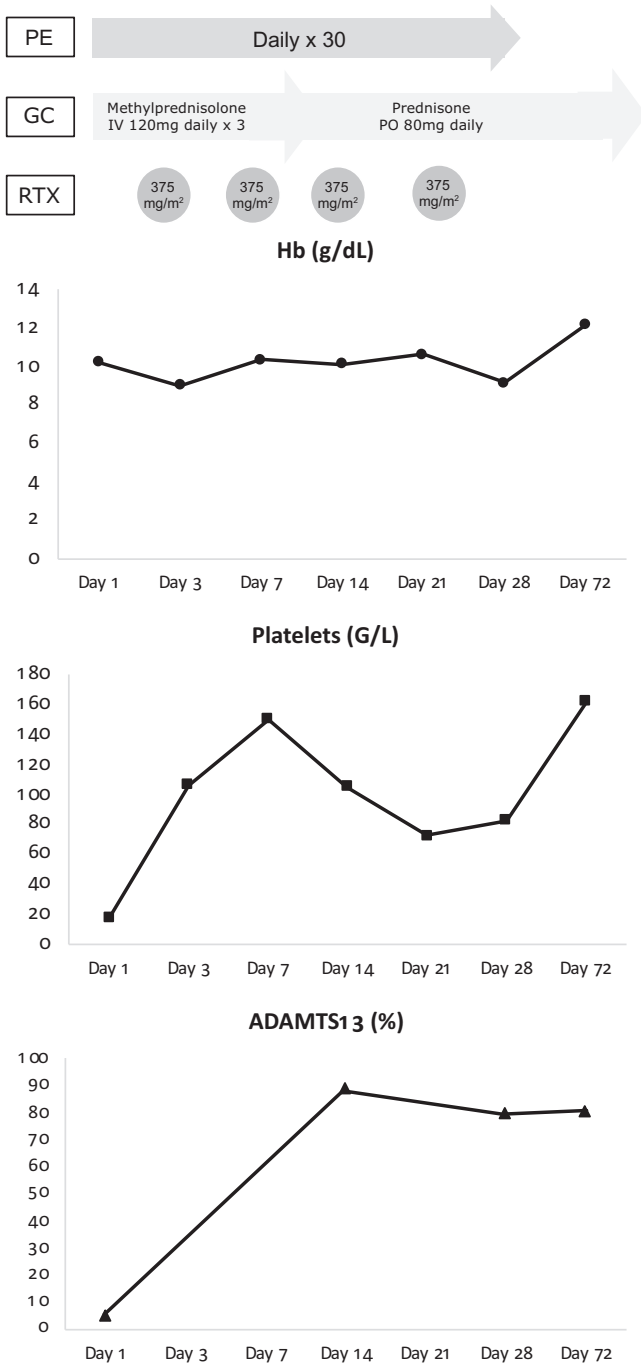 PE
Daily x 30
GC
Methylprednisolone
IV 120mg daily x 3
Prednisone
PO 80mg daily
RTX
375
mg/m²
375
mg/m²
375
mg/m²
375
mg/m²
Hb (g/dL)
14
12
10
8
6
4
2
0
Day 1 Day 3 Day 7 Day 14 Day 21 Day 28 Day 72
Platelets (G/L)
180
160
140
120
100
80
60
40
20
0
Day 1 Day 3 Day 7 Day 14 Day 21 Day 28 Day 72
ADAMTS13 (%)
100
90
80
70
60
50
40
30
20
10
0
Day 1 Day 3 Day 7 Day 14 Day 21 Day 28 Day 72